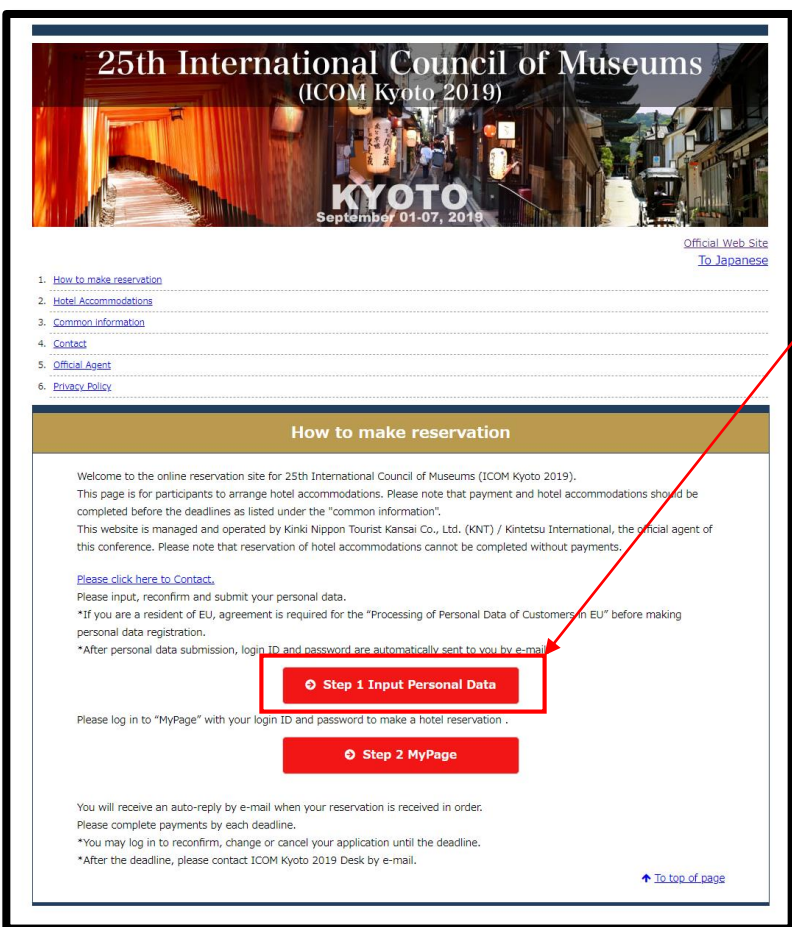 25th International Council of Museums
(ICOM Kyoto 2019)
KYOTO
September 01-07, 2019
Official Web Site
To Japanese
1. How to make reservation
2. Hotel Accommodations
3. Common information
4. Contact
5. Official Agent
6. Privacy Policy
How to make reservation
Welcome to the online reservation site for 25th International Council of Museums (ICOM Kyoto 2019).
This page is for participants to arrange hotel accommodations. Please note that payment and hotel accommodations should be
completed before the deadlines as listed under the "common information".
This website is managed and operated by Kinki Nippon Tourist Kansai Co., Ltd. (KNT) / Kintetsu International, the official agent of
this conference. Please note that reservation of hotel accommodations cannot be completed without payments.
Please click here to Contact.
Please input, reconfirm and submit your personal data.
*If you are a resident of EU, agreement is required for the "Processing of Personal Data of Customers in EU" before making
personal data registration.
*After personal data submission, login ID and password are automatically sent to you by e-mail
Step 1 Input Personal Data
Please log in to "MyPage" with your login ID and password to make a hotel reservation .
Step 2 MyPage
You will receive an auto-reply by e-mail when your reservation is received in order.
Please complete payments by each deadline.
*You may log in to reconfirm, change or cancel your application until the deadline.
*After the deadline, please contact ICOM Kyoto 2019 Desk by e-mail.
To top of page